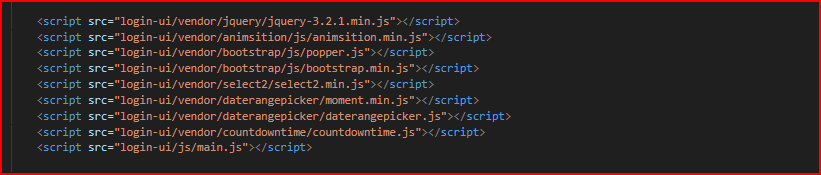 <script src="login-ui/vendor/jquery/jquery-3.2.1.min.js"></script>
<script src="login-ui/vendor/animsition/js/animsition.min.js"></script>
<script src="login-ui/vendor/bootstrap/js/popper.js"></script>
<script src="login-ui/vendor/bootstrap/js/bootstrap.min.js"></script>
<script src="login-ui/vendor/select2/select2.min.js"></script>
<script src="login-ui/vendor/daterangepicker/moment.min.js"></script>
<script src="login-ui/vendor/daterangepicker/daterangepicker.js"></script>
<script src="login-ui/vendor/countdowntime/countdowntime.js"></script>
<script src="login-ui/js/main.js"></script>